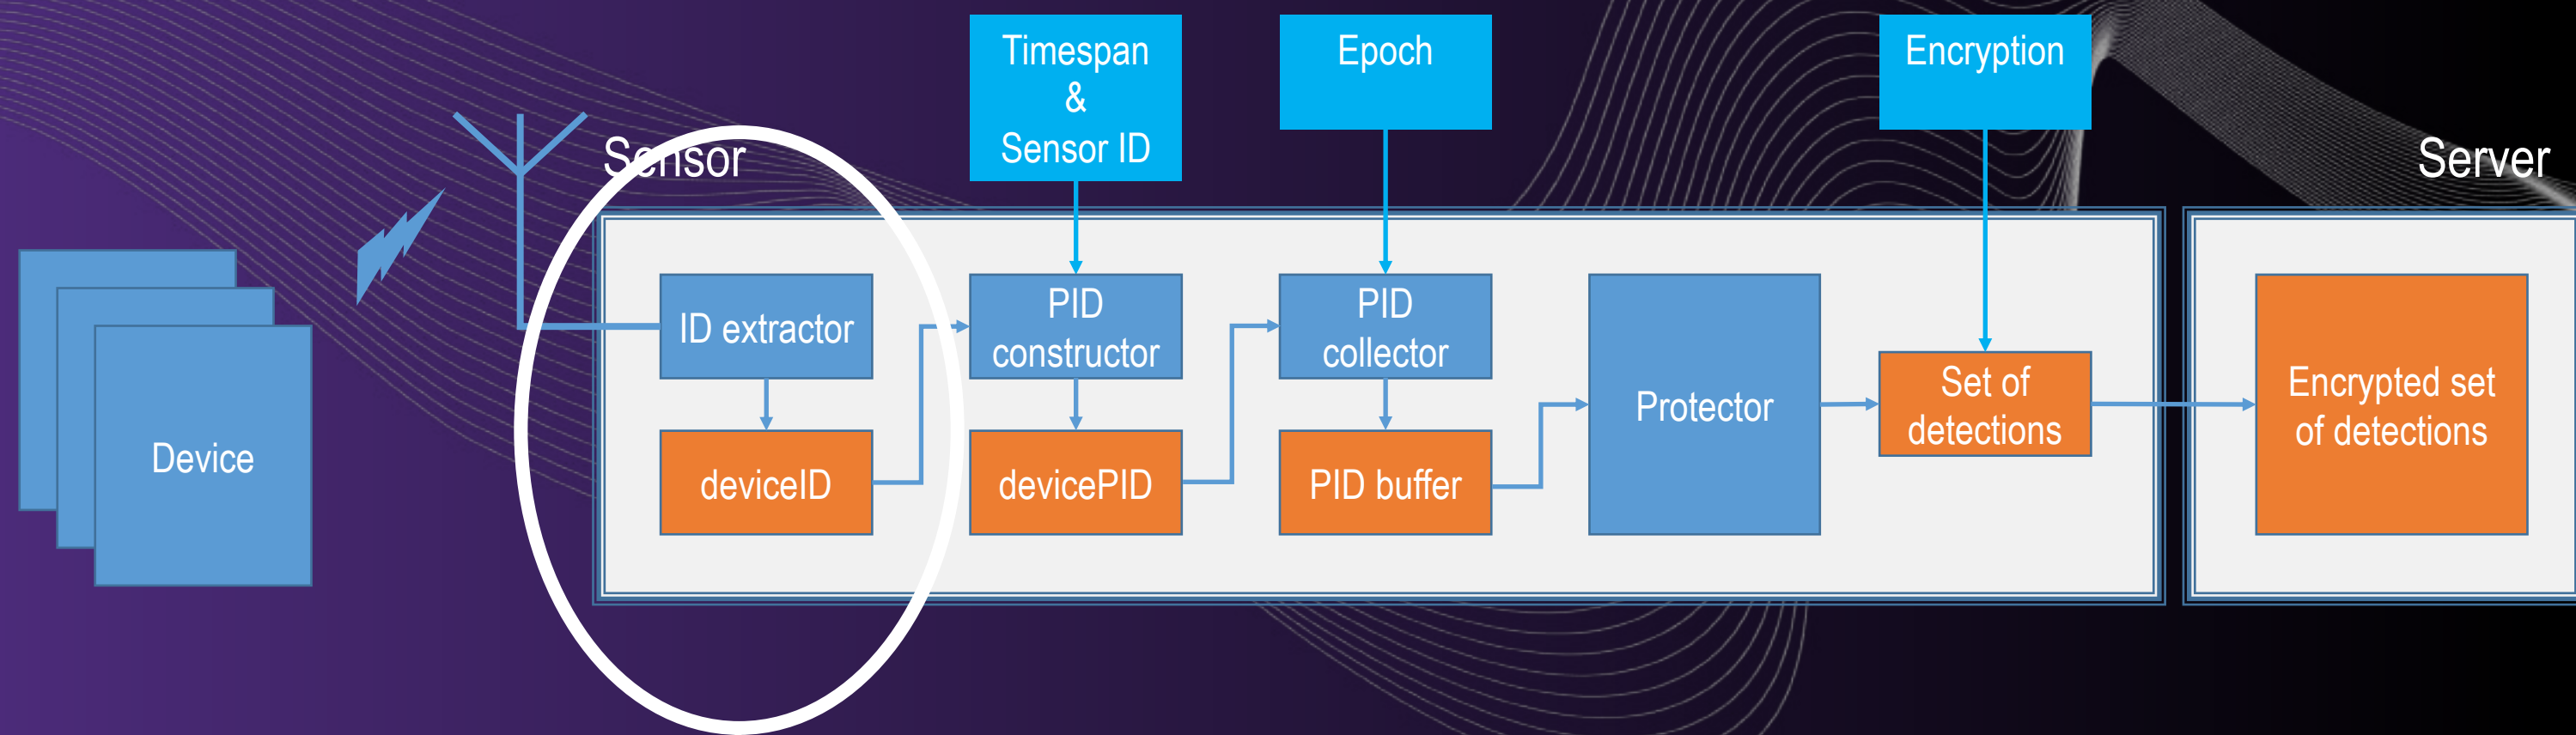 Timespan
&
Sensor ID
Epoch
Encryption
Sensor
Server
Device
ID extractor
deviceID
PID
constructor
devicePID
PID
collector
PID buffer
Protector
Set of
detections
Encrypted set
of detections